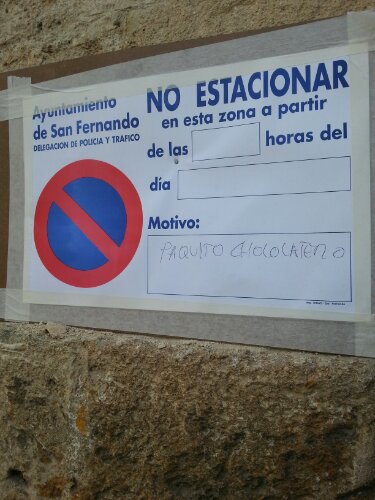 Ayuntamiento
de San Fernando
DELEGACION DE POLICIA Y TRAFICO
NO ESTACIONAR
en esta zona a partir
de las horas del
día
Motivo:
PAQUITO CHOCOLATERO